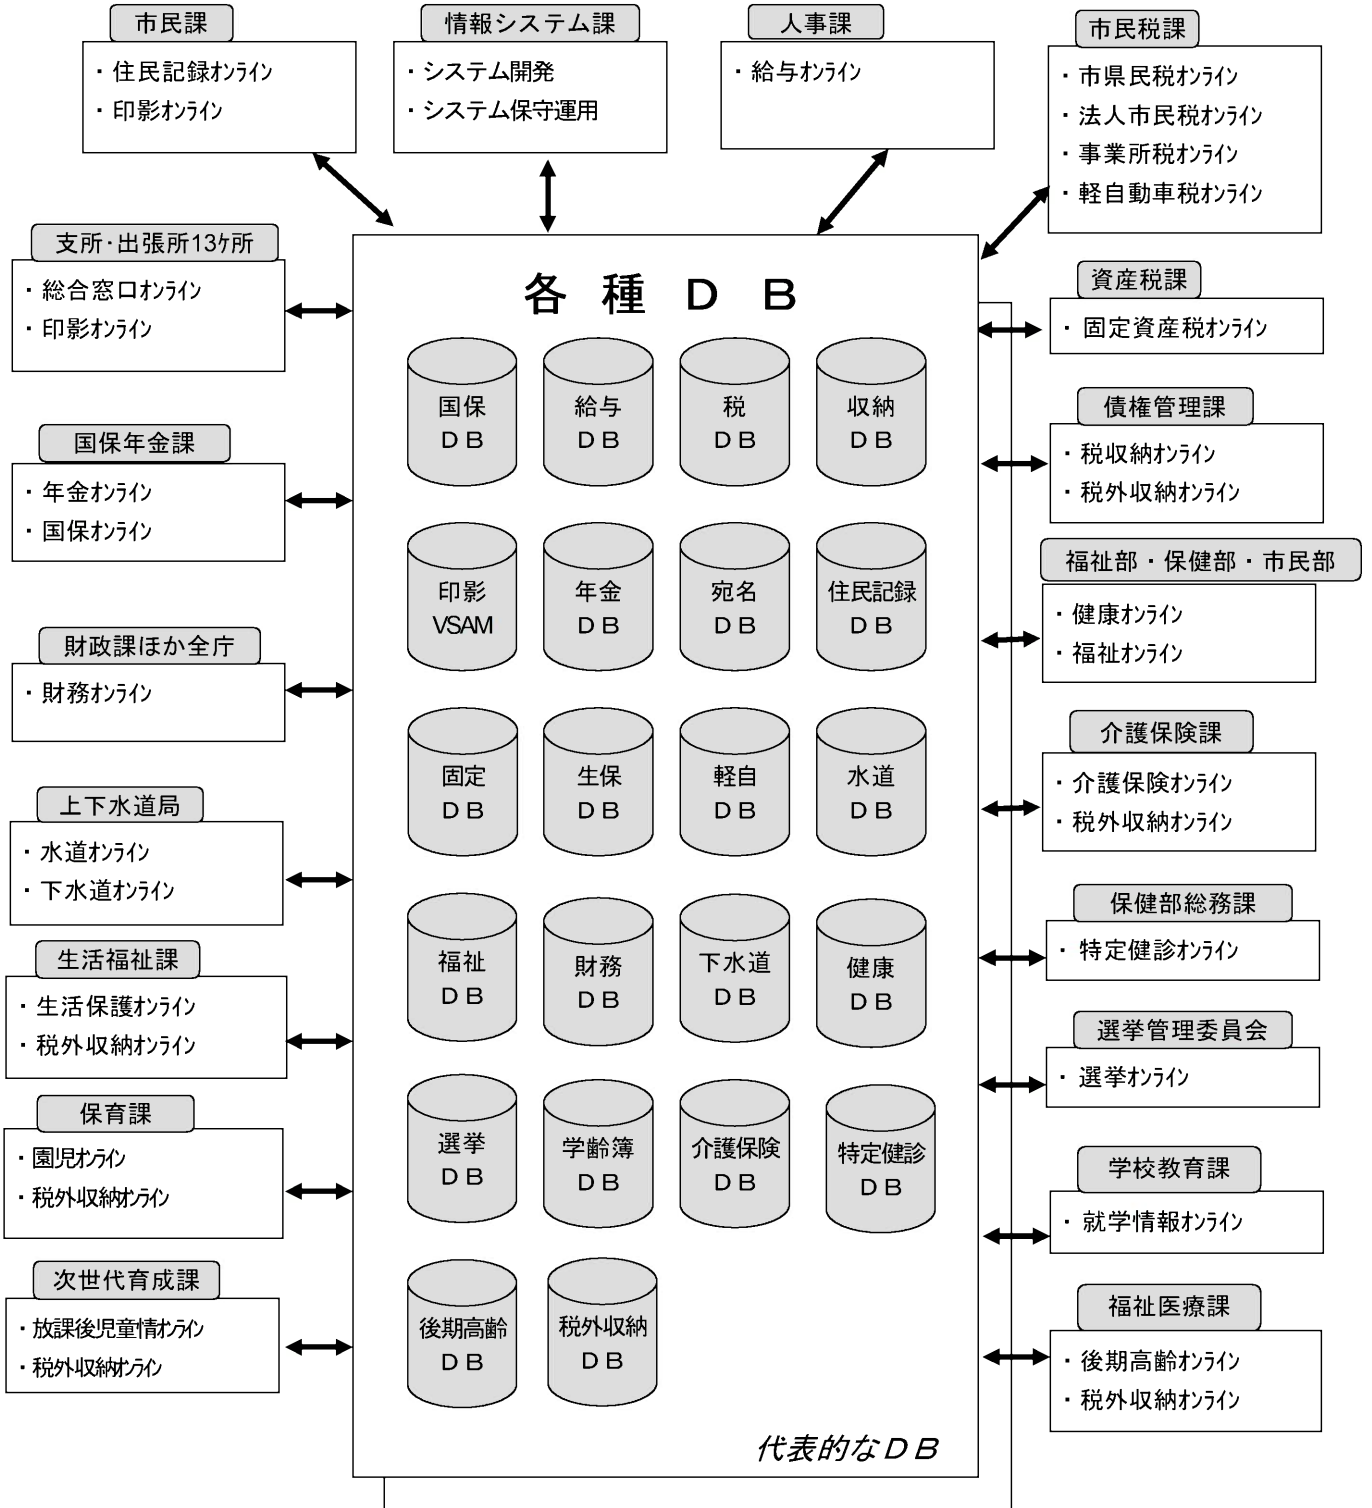 市民課
・住民記録ｵﾝﾗｲﾝ
・印影ｵﾝﾗｲﾝ
情報システム課
・システム開発
・システム保守運用
人事課
・給与ｵﾝﾗｲﾝ
市民税課
・市県民税ｵﾝﾗｲﾝ
・法人市民税ｵﾝﾗｲﾝ
・事業所税ｵﾝﾗｲﾝ
・軽自動車税ｵﾝﾗｲﾝ
支所・出張所13ｹ所
・総合窓口ｵﾝﾗｲﾝ
・印影ｵﾝﾗｲﾝ
国保年金課
・年金ｵﾝﾗｲﾝ
・国保ｵﾝﾗｲﾝ
財政課ほか全庁
・財務ｵﾝﾗｲﾝ
上下水道局
・水道ｵﾝﾗｲﾝ
・下水道ｵﾝﾗｲﾝ
生活福祉課
・生活保護ｵﾝﾗｲﾝ
・税外収納ｵﾝﾗｲﾝ
保育課
・園児ｵﾝﾗｲﾝ
・税外収納ｵﾝﾗｲﾝ
次世代育成課
・放課後児童情ｵﾝﾗｲﾝ
・税外収納ｵﾝﾗｲﾝ
各種ＤＢ
国保
ＤＢ
給与
ＤＢ
税
ＤＢ
収納
ＤＢ
印影
VSAM
年金
ＤＢ
宛名
ＤＢ
住民記録
ＤＢ
固定
ＤＢ
生保
ＤＢ
軽自
ＤＢ
水道
ＤＢ
福祉
ＤＢ
財務
ＤＢ
下水道
ＤＢ
健康
ＤＢ
選挙
ＤＢ
学齢簿
ＤＢ
介護保険
ＤＢ
特定健診
ＤＢ
後期高齢
ＤＢ
税外収納
ＤＢ
代表的なＤＢ
資産税課
・固定資産税ｵﾝﾗｲﾝ
債権管理課
・税収納ｵﾝﾗｲﾝ
・税外収納ｵﾝﾗｲﾝ
福祉部・保健部・市民部
・健康ｵﾝﾗｲﾝ
・福祉ｵﾝﾗｲﾝ
介護保険課
・介護保険ｵﾝﾗｲﾝ
・税外収納ｵﾝﾗｲﾝ
保健部総務課
・特定健診ｵﾝﾗｲﾝ
選挙管理委員会
・選挙ｵﾝﾗｲﾝ
学校教育課
・就学情報ｵﾝﾗｲﾝ
福祉医療課
・後期高齢ｵﾝﾗｲﾝ
・税外収納ｵﾝﾗｲﾝ